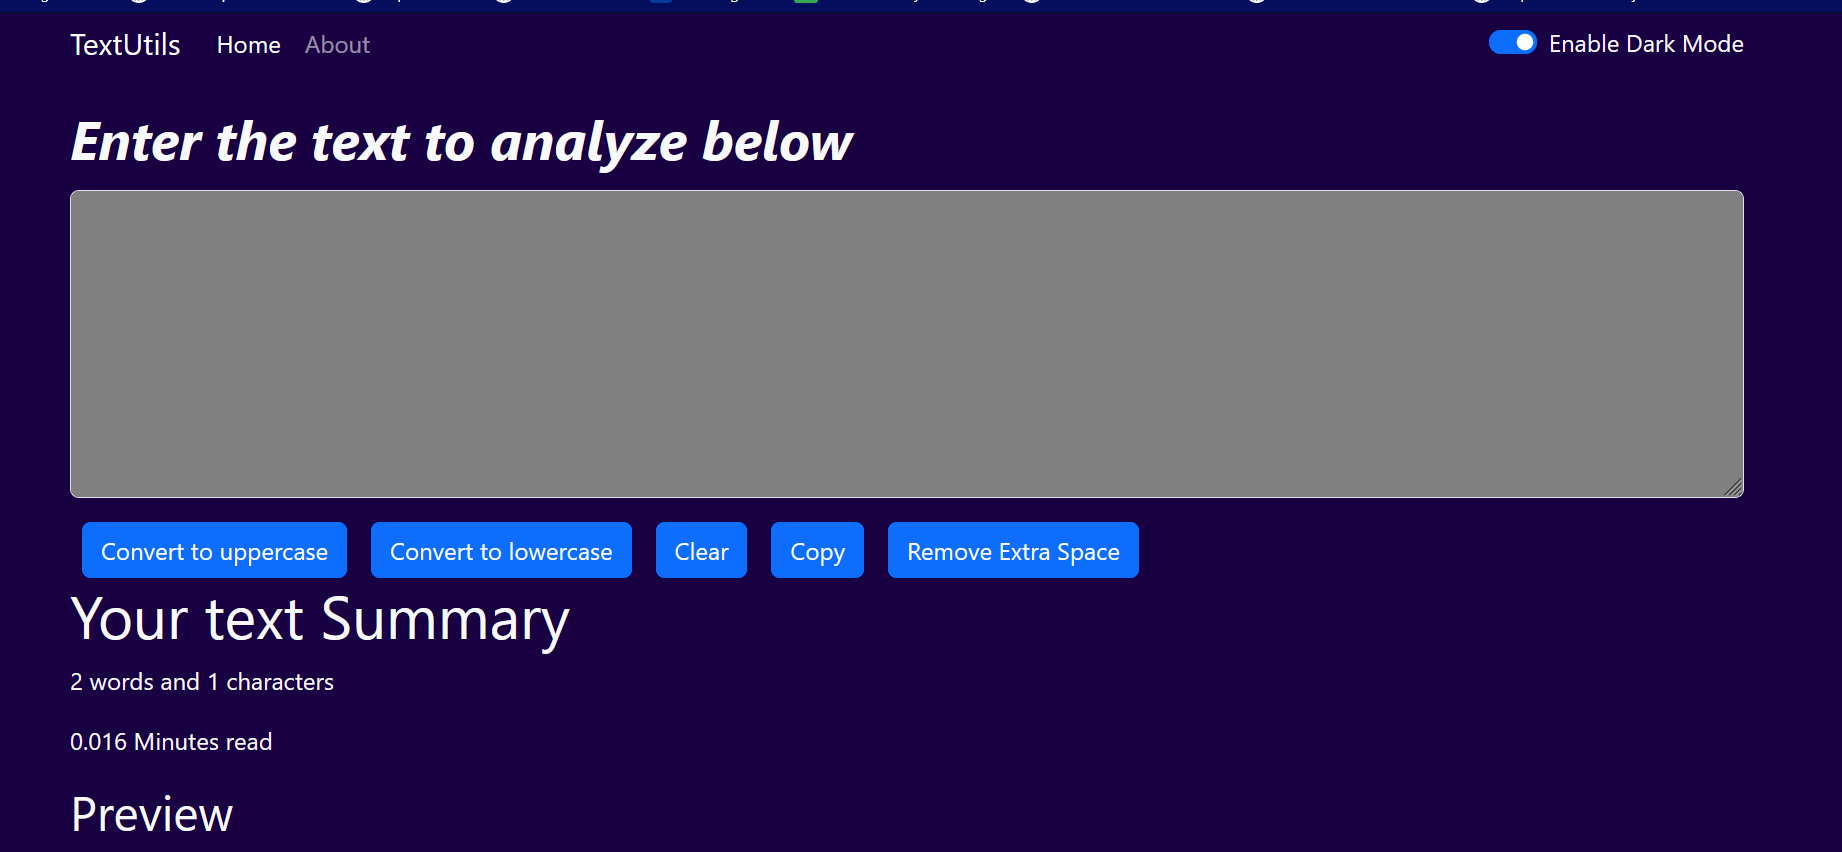 TextUtils Home About Enable Dark Mode
Enter the text to analyze below
Convert to uppercase Convert to lowercase Clear Copy Remove Extra Space
Your text Summary
2 words and 1 characters
0.016 Minutes read
Preview